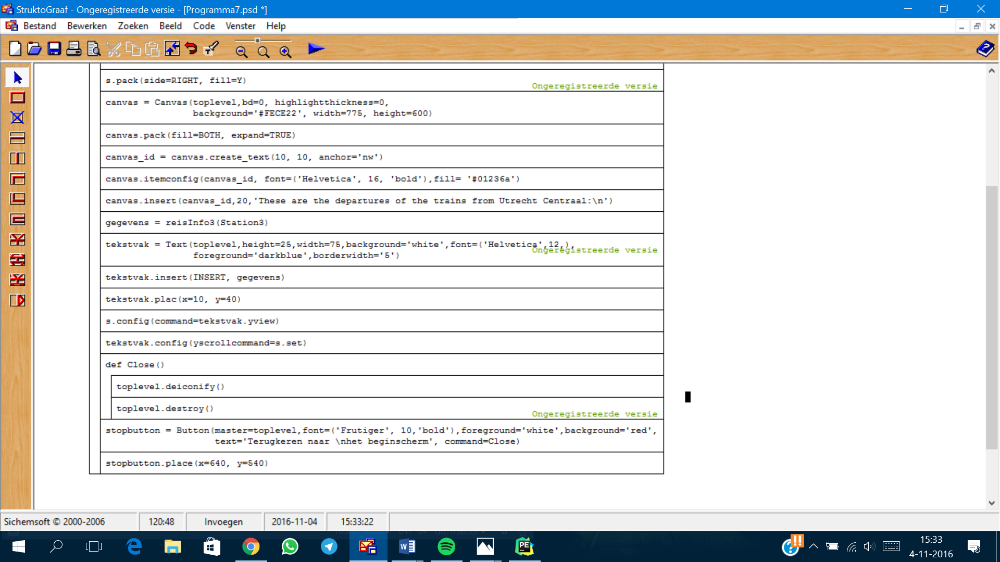 StruktoGraaf - Ongeregistreerde versie - [Programma7.psd *]
Bestand Bewerken Zoeken Beeld Code Venster Help
s.pack(side=RIGHT, fill=Y)
Ongeregistreerde versie
canvas = Canvas(toplevel,bd=0, highlightthickness=0,
background='#FECE22', width=775, height=600)
canvas.pack(fill=BOTH, expand=TRUE)
canvas_id = canvas.create_text(10, 10, anchor='nw')
canvas.itemconfig(canvas_id, font=('Helvetica', 16, 'bold'),fill= '#01236a')
canvas.insert(canvas_id,20,'These are the departures of the trains from Utrecht Centraal:\n')
gegevens = reisInfo3(Station3)
tekstvak = Text(toplevel,height=25,width=75,background='white',font=('Helvetica',12,),
Ongeregistreerde versie
foreground='darkblue',borderwidth='5')
tekstvak.insert(INSERT, gegevens)
tekstvak.plac(x=10, y=40)
s.config(command=tekstvak.yview)
tekstvak.config(yscrollcommand=s.set)
def Close()
toplevel.deiconify()
toplevel.destroy()
Ongeregistreerde versie
stopbutton = Button(master=toplevel,font=('Frutiger', 10,'bold'),foreground='white',background='red',
text='Terugkeren naar \nhet beginscherm', command=Close)
stopbutton.place(x=640, y=540)
Sichemsoft © 2000-2006 120:48 Invoegen 2016-11-04 15:33:22
15:33
4-11-2016